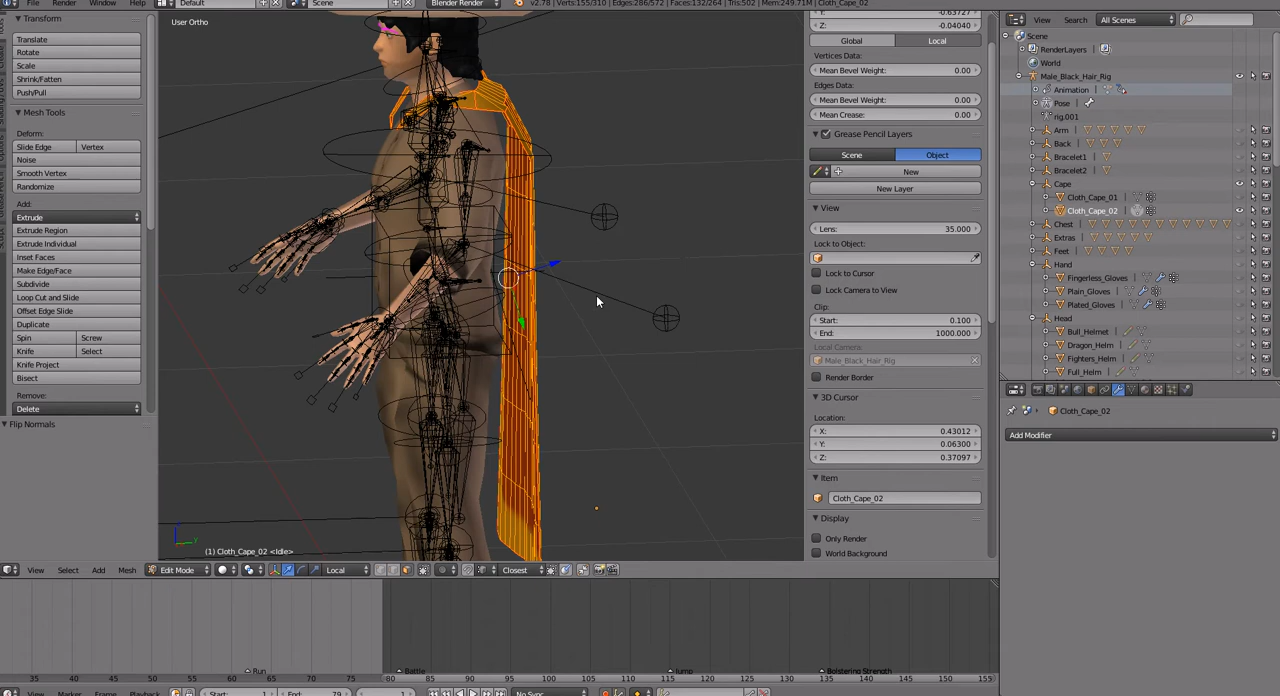 File Render Window Help Default Scene Blender Render v2.78 | Verts:155/310 | Edges:286/572 | Faces:132/264 | Tris:502 | Mem:249.71M | Cloth_Cape_02
Transform
Translate
Rotate
Scale
Shrink/Fatten
Push/Pull
Mesh Tools
Deform:
Slide Edge Vertex
Noise
Smooth Vertex
Randomize
Add:
Extrude
Extrude Region
Extrude Individual
Inset Faces
Make Edge/Face
Subdivide
Loop Cut and Slide
Offset Edge Slide
Duplicate
Spin Screw
Knife Select
Knife Project
Bisect
Remove:
Delete
Flip Normals
User Ortho
(1) Cloth_Cape_02 <Idle>
Z: -0.04040
Global Local
Vertices Data:
Mean Bevel Weight: 0.00
Edges Data:
Mean Bevel Weight: 0.00
Mean Crease: 0.00
Grease Pencil Layers
Scene Object
New
New Layer
View
Lens: 35.000
Lock to Object:
Lock to Cursor
Lock Camera to View
Clip:
Start: 0.100
End: 1000.000
Local Camera:
Male_Black_Hair_Rig
Render Border
3D Cursor
Location:
X: 0.43012
Y: 0.06300
Z: 0.37097
Item
Cloth_Cape_02
Display
Only Render
World Background
View Search All Scenes
Scene
RenderLayers
World
Male_Black_Hair_Rig
Animation
Pose
rig.001
Arm
Back
Bracelet1
Bracelet2
Cape
Cloth_Cape_01
Cloth_Cape_02
Chest
Extras
Feet
Hand
Fingerless_Gloves
Plain_Gloves
Plated_Gloves
Head
Bull_Helmet
Dragon_Helm
Fighters_Helm
Full_Helm
Cloth_Cape_02
Add Modifier
View Select Add Mesh Edit Mode Local Closest
Run Battle Jump Bolstering Strength
35 40 45 50 55 60 65 70 75 80 85 90 95 100 105 110 115 120 125 130 135 140 145 150 155
View Marker Frame Playback Start: 1 End: 79 1 No Sync